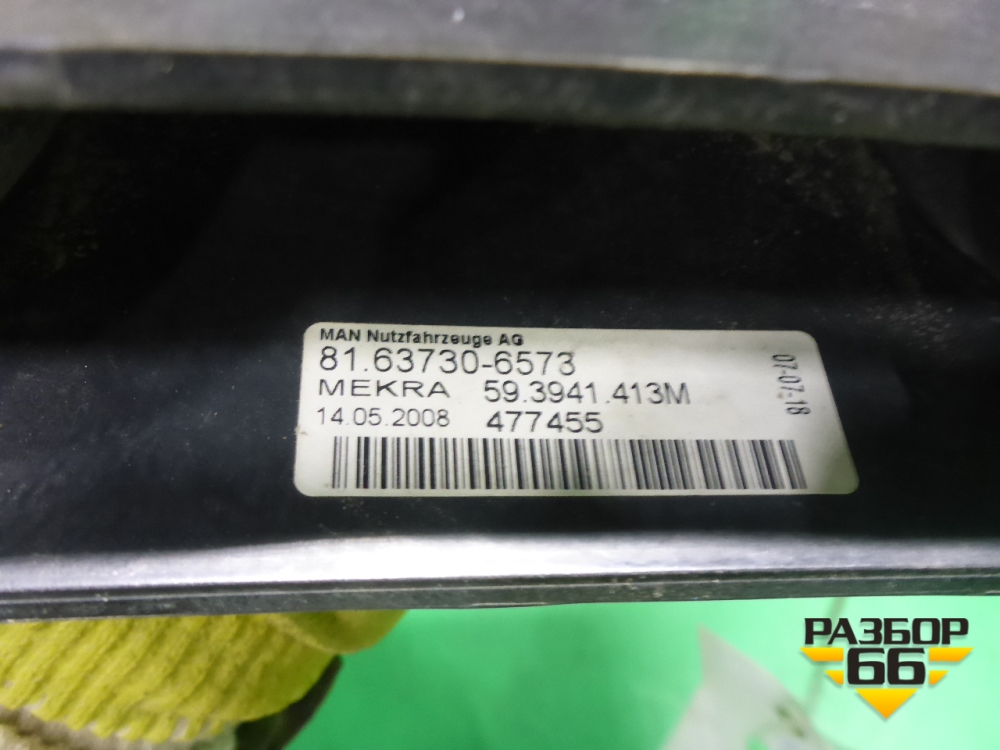 MAN Nutzfahrzeuge AG
81.63730-6573
MEKRA 59.3941.413M
14.05.2008 477455
07-07-18
РАЗБОР
66